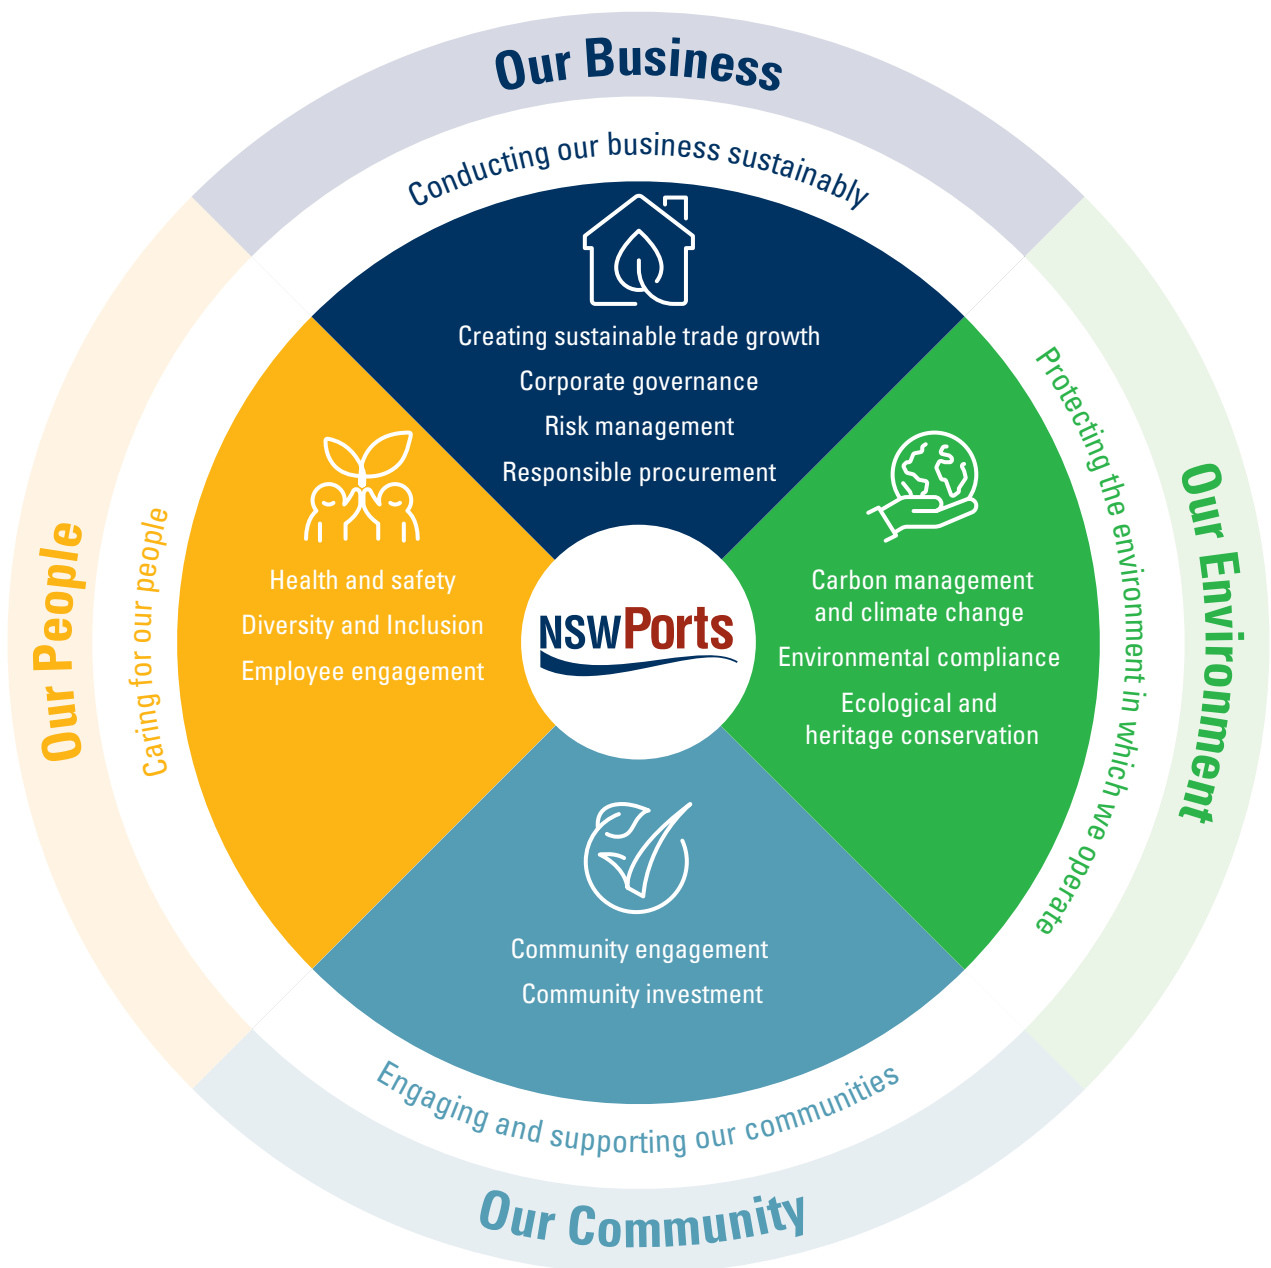 Our Business
Conducting our business sustainably
Creating sustainable trade growth
Corporate governance
Risk management
Responsible procurement
Our People
Caring for our people
Health and safety
Diversity and Inclusion
Employee engagement
NSWPorts
Carbon management
and climate change
Environmental compliance
Ecological and
heritage conservation
Protecting the environment in which we operate
Our Environment
Community engagement
Community investment
Engaging and supporting our communities
Our Community